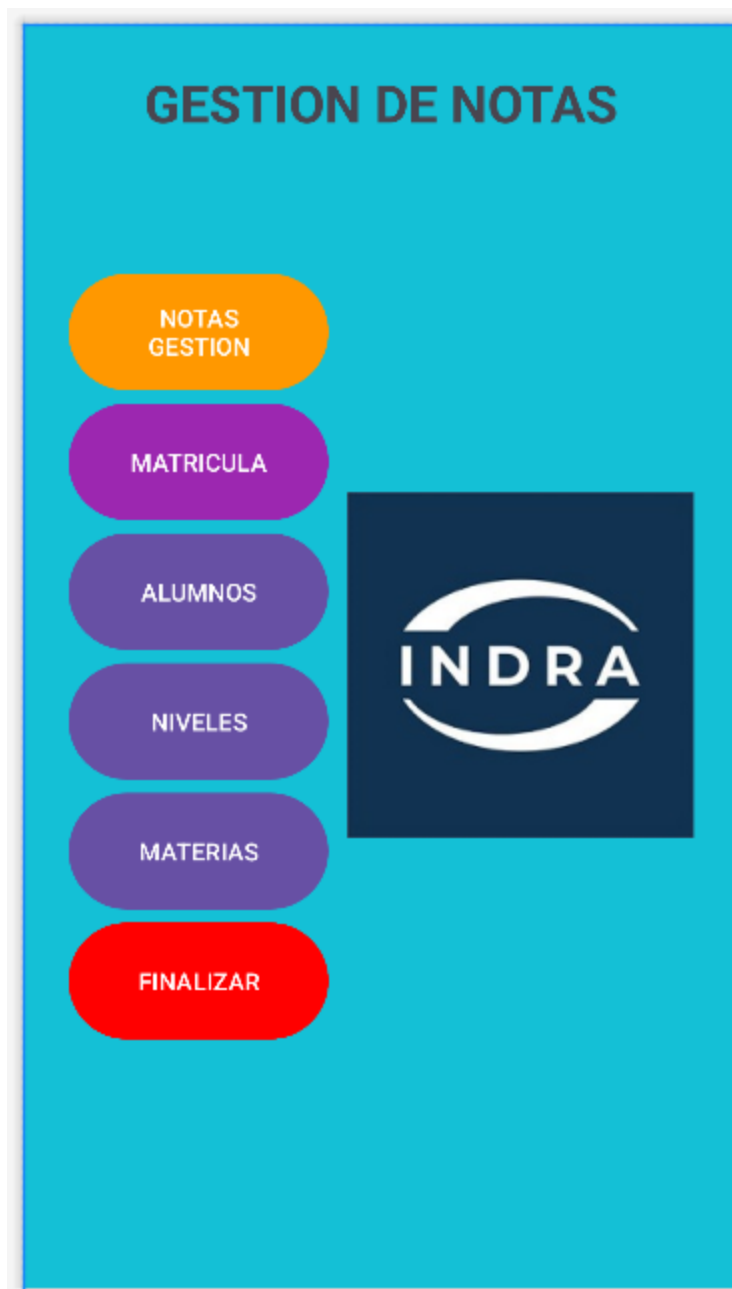 GESTION DE NOTAS
NOTAS
GESTION
MATRICULA
ALUMNOS
NIVELES
MATERIAS
FINALIZAR
INDRA